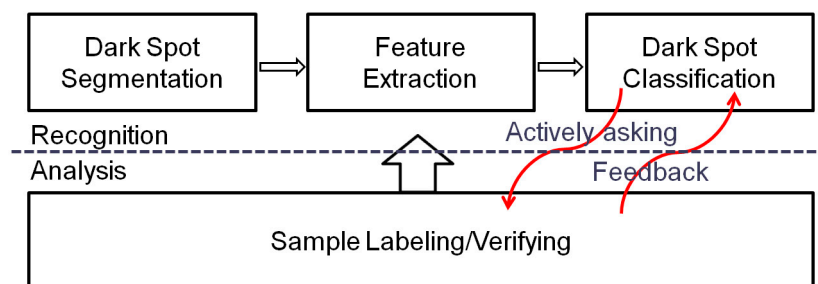 Dark Spot
Segmentation
Feature
Extraction
Dark Spot
Classification
Recognition
Actively asking
Analysis
Feedback
Sample Labeling/Verifying